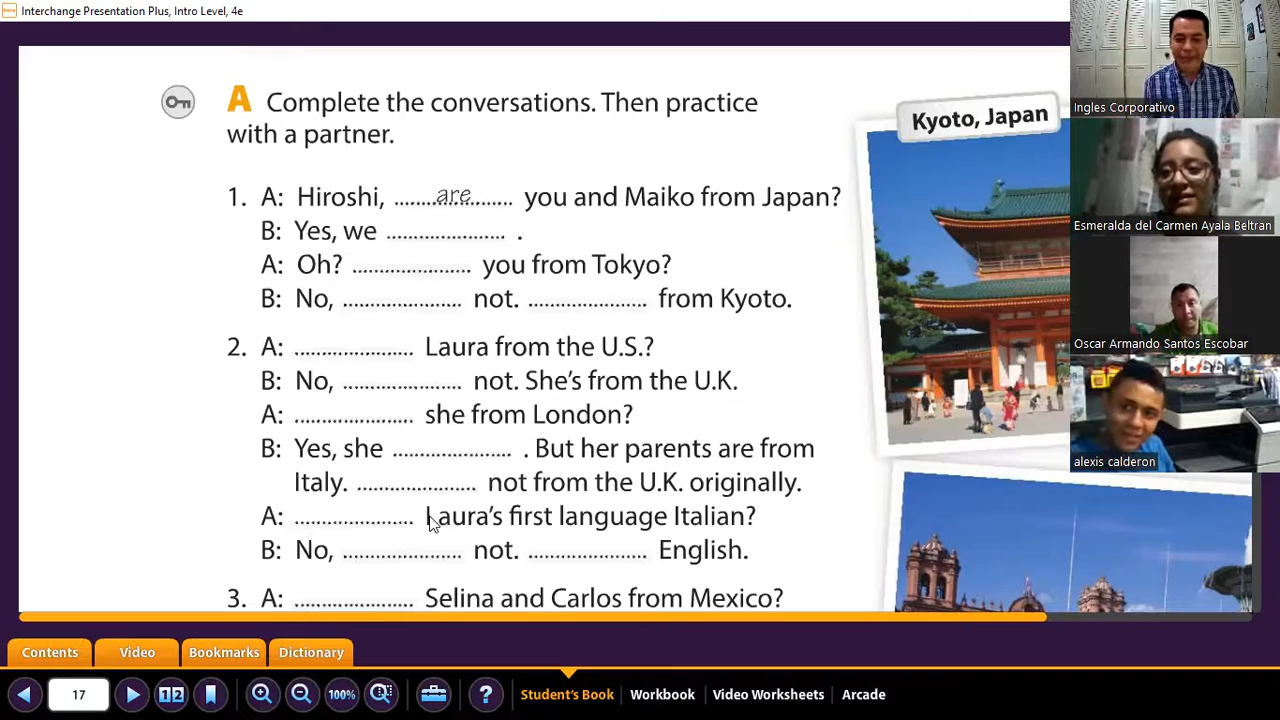 Interchange Presentation Plus, Intro Level, 4e
A Complete the conversations. Then practice
with a partner.
1. A: Hiroshi, ....are.... you and Maiko from Japan?
B: Yes, we .................... .
A: Oh? .................... you from Tokyo?
B: No, .................... not. .................... from Kyoto.
2. A: .................... Laura from the U.S.?
B: No, .................... not. She's from the U.K.
A: .................... she from London?
B: Yes, she .................... . But her parents are from
Italy. .................... not from the U.K. originally.
A: .................... Laura's first language Italian?
B: No, .................... not. .................... English.
3. A: .................... Selina and Carlos from Mexico?
Kyoto, Japan
Ingles Corporativo
Esmeralda del Carmen Ayala Beltran
Oscar Armando Santos Escobar
alexis calderon
Contents Video Bookmarks Dictionary
17 1 2 100% ? Student's Book Workbook Video Worksheets Arcade